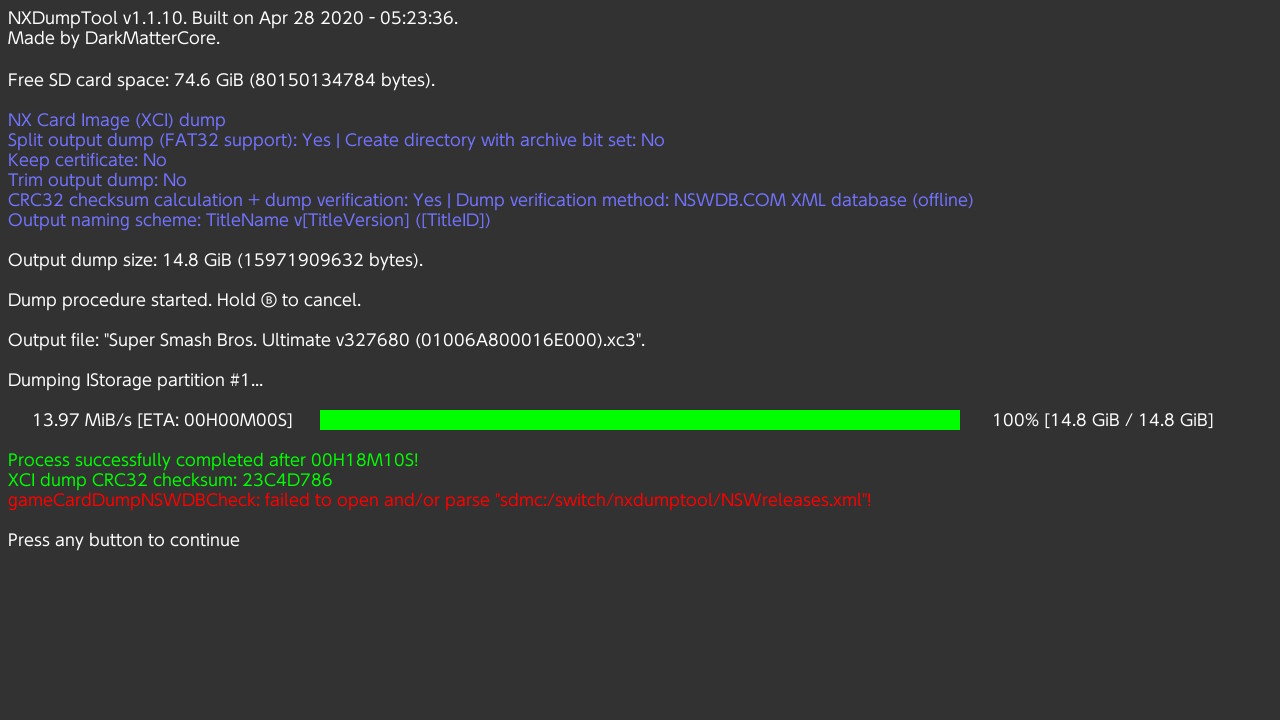 NXDumpTool v1.1.10. Built on Apr 28 2020 - 05:23:36.
Made by DarkMatterCore.
Free SD card space: 74.6 GiB (80150134784 bytes).
NX Card Image (XCI) dump
Split output dump (FAT32 support): Yes | Create directory with archive bit set: No
Keep certificate: No
Trim output dump: No
CRC32 checksum calculation + dump verification: Yes | Dump verification method: NSWDB.COM XML database (offline)
Output naming scheme: TitleName v[TitleVersion] ([TitleID])
Output dump size: 14.8 GiB (15971909632 bytes).
Dump procedure started. Hold Ⓑ to cancel.
Output file: "Super Smash Bros. Ultimate v327680 (01006A800016E000).xc3".
Dumping IStorage partition #1...
13.97 MiB/s [ETA: 00H00M00S] 100% [14.8 GiB / 14.8 GiB]
Process successfully completed after 00H18M10S!
XCI dump CRC32 checksum: 23C4D786
gameCardDumpNSWDBCheck: failed to open and/or parse "sdmc:/switch/nxdumptool/NSWreleases.xml"!
Press any button to continue